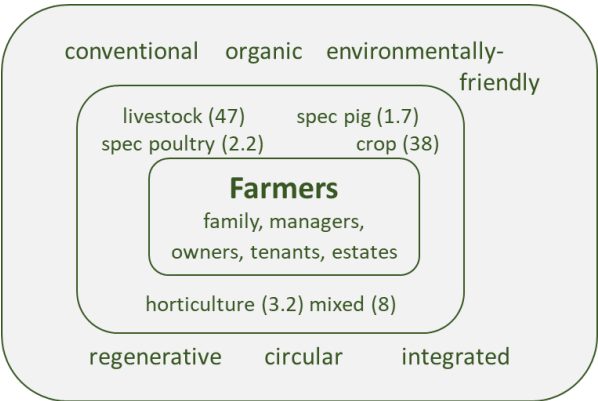 conventional organic environmentally-
friendly
livestock (47) spec pig (1.7)
spec poultry (2.2) crop (38)
Farmers
family, managers,
owners, tenants, estates
horticulture (3.2) mixed (8)
regenerative circular integrated